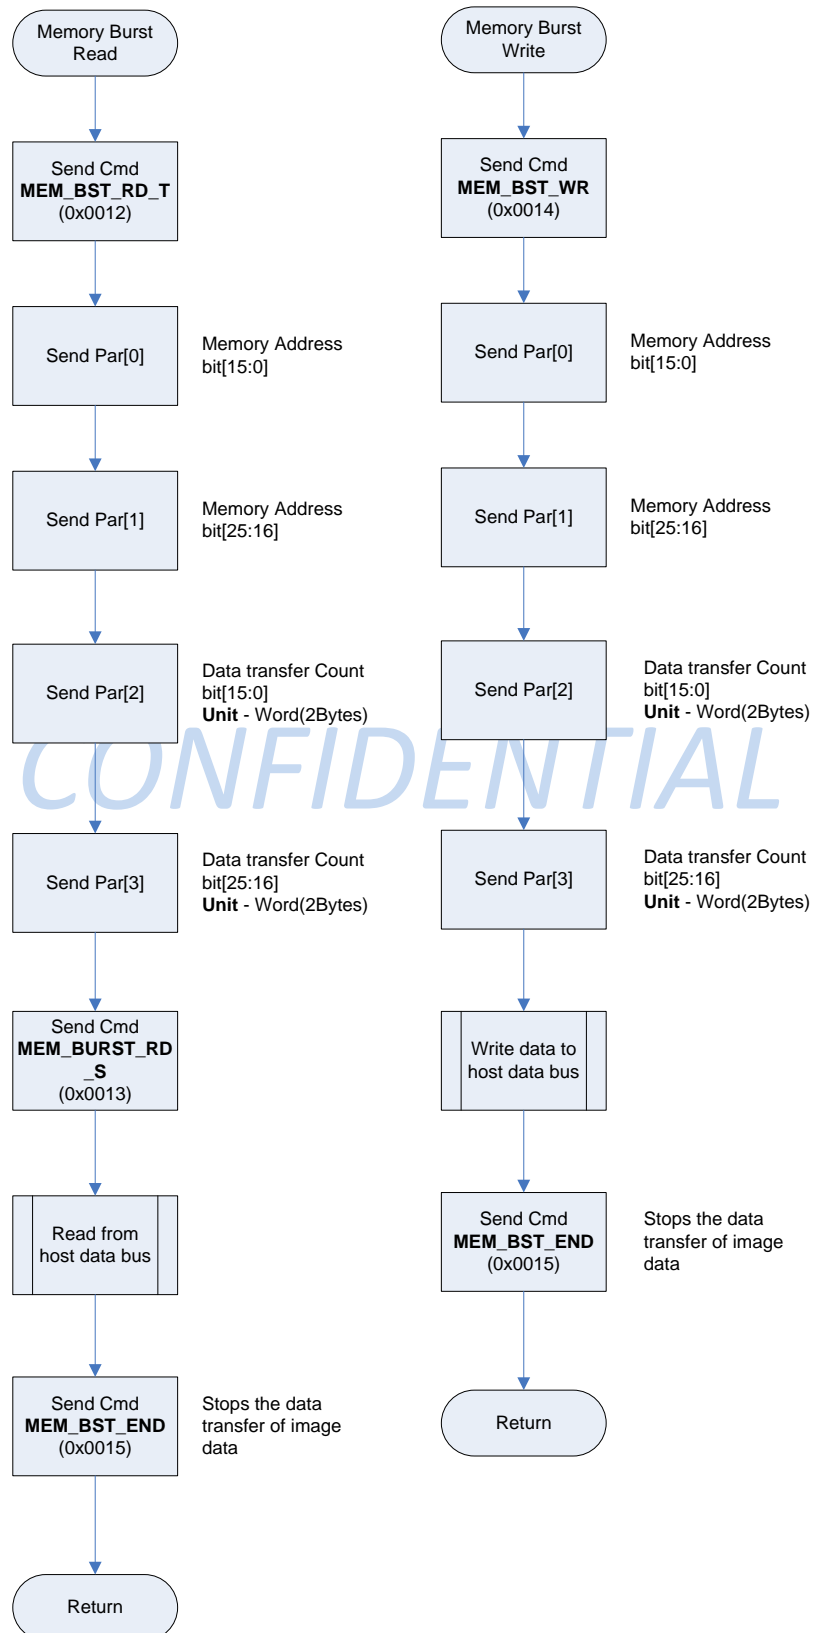 Memory Burst
Read
Send Cmd
MEM_BST_RD_T
(0x0012)
Send Par[0]
Memory Address
bit[15:0]
Send Par[1]
Memory Address
bit[25:16]
Send Par[2]
Data transfer Count
bit[15:0]
Unit - Word(2Bytes)
Send Par[3]
Data transfer Count
bit[25:16]
Unit - Word(2Bytes)
Send Cmd
MEM_BURST_RD
_S
(0x0013)
Read from
host data bus
Send Cmd
MEM_BST_END
(0x0015)
Stops the data
transfer of image
data
Return
Memory Burst
Write
Send Cmd
MEM_BST_WR
(0x0014)
Send Par[0]
Memory Address
bit[15:0]
Send Par[1]
Memory Address
bit[25:16]
Send Par[2]
Data transfer Count
bit[15:0]
Unit - Word(2Bytes)
Send Par[3]
Data transfer Count
bit[25:16]
Unit - Word(2Bytes)
Write data to
host data bus
Send Cmd
MEM_BST_END
(0x0015)
Stops the data
transfer of image
data
Return
CONFIDENTIAL